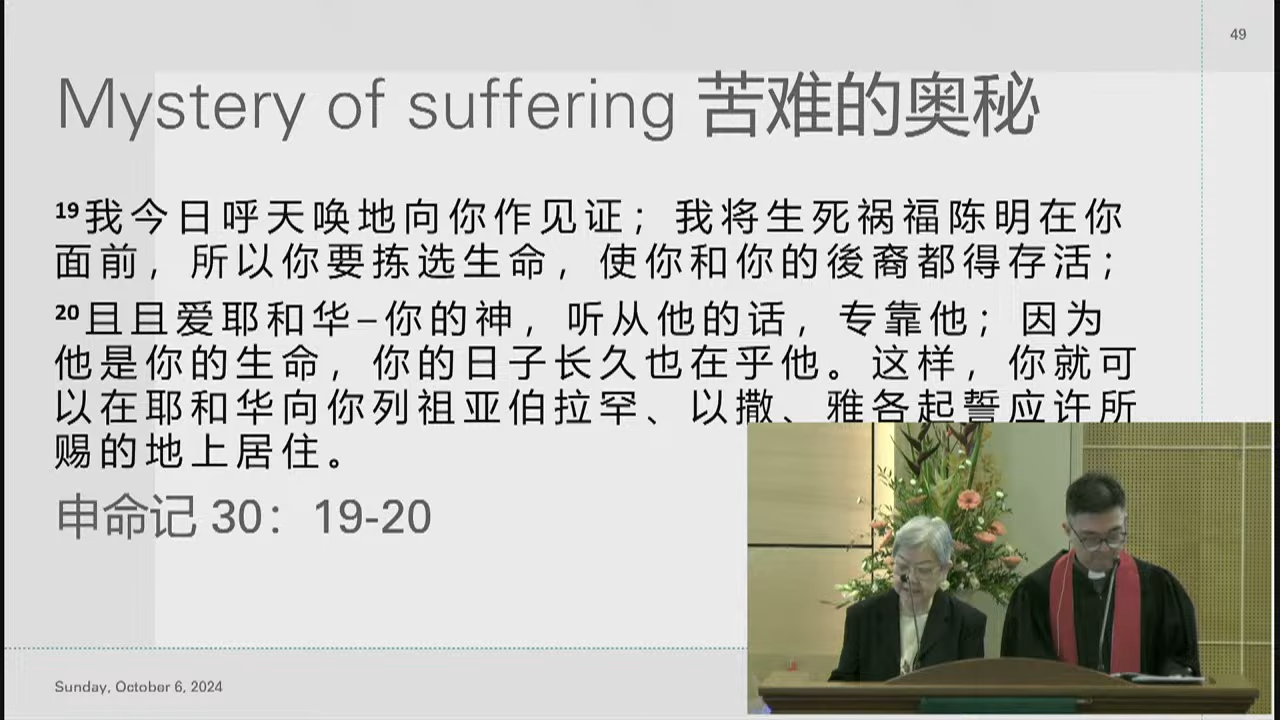 49
Mystery of suffering 苦难的奥秘
19我今日呼天唤地向你作见证；我将生死祸福陈明在你
面前，所以你要拣选生命，使你和你的後裔都得存活；
20且且爱耶和华–你的神，听从他的话，专靠他；因为
他是你的生命，你的日子长久也在乎他。这样，你就可
以在耶和华向你列祖亚伯拉罕、以撒、雅各起誓应许所
赐的地上居住。
申命记 30：19-20
Sunday, October 6, 2024